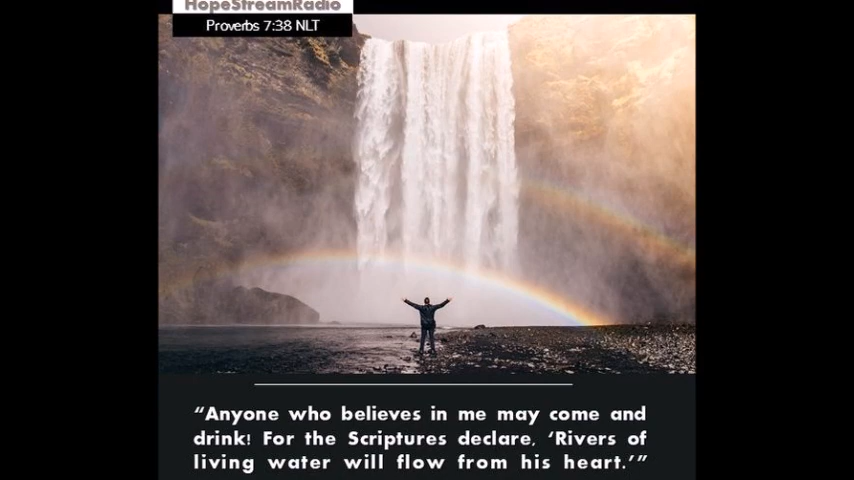 HopeStreamRadio
Proverbs 7:38 NLT
“Anyone who believes in me may come and
drink! For the Scriptures declare, ‘Rivers of
living water will flow from his heart.’”